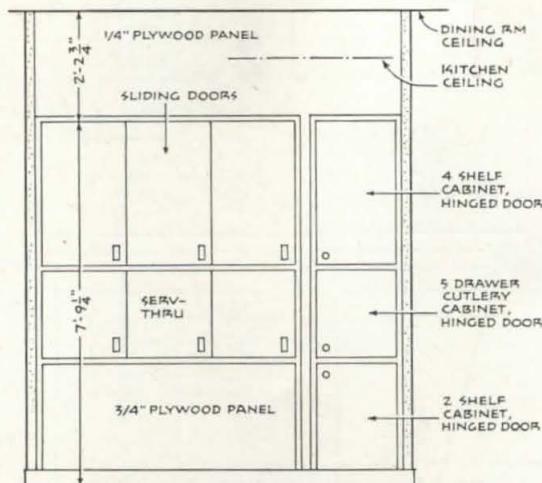 1/4" PLYWOOD PANEL
DINING RM
CEILING
KITCHEN
CEILING
2'-2 3/4"
SLIDING DOORS
4 SHELF
CABINET,
HINGED DOOR
7'-9 1/4"
SERV-
THRU
5 DRAWER
CUTLERY
CABINET,
HINGED DOOR
3/4" PLYWOOD PANEL
2 SHELF
CABINET,
HINGED DOOR